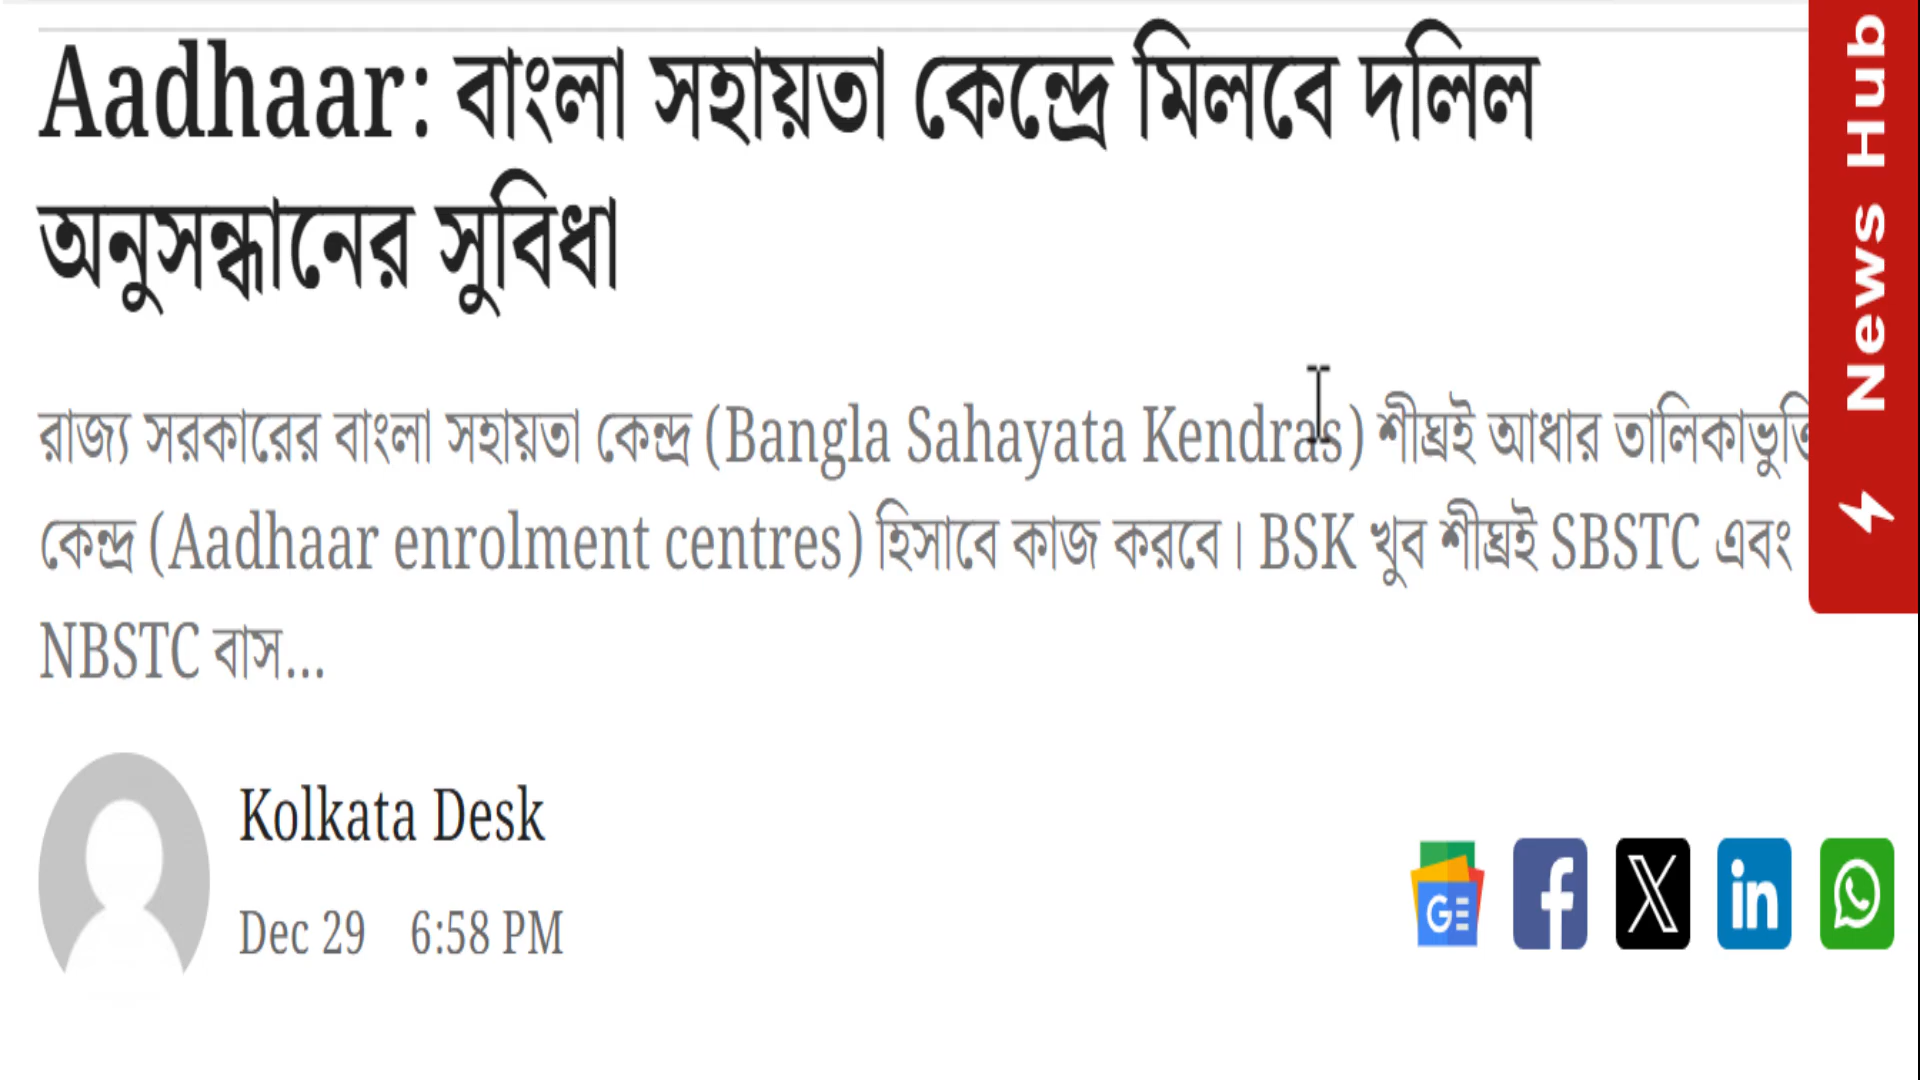 Aadhaar: বাংলা সহায়তা কেন্দ্রে মিলবে দলিল
অনুসন্ধানের সুবিধা
রাজ্য সরকারের বাংলা সহায়তা কেন্দ্র (Bangla Sahayata Kendras) শীঘ্রই আধার
কেন্দ্র (Aadhaar enrolment centres) হিসাবে কাজ করবে। BSK খুব শীঘ্রই SBSTC এবং
NBSTC বাস...
Kolkata Desk
Dec 29 6:58 PM
News Hub